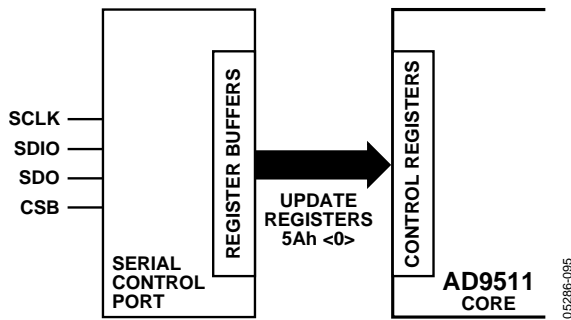 SCLK
SDIO
SDO
CSB
SERIAL
CONTROL
PORT
REGISTER BUFFERS
UPDATE
REGISTERS
5Ah <0>
CONTROL REGISTERS
AD9511
CORE
05286-095